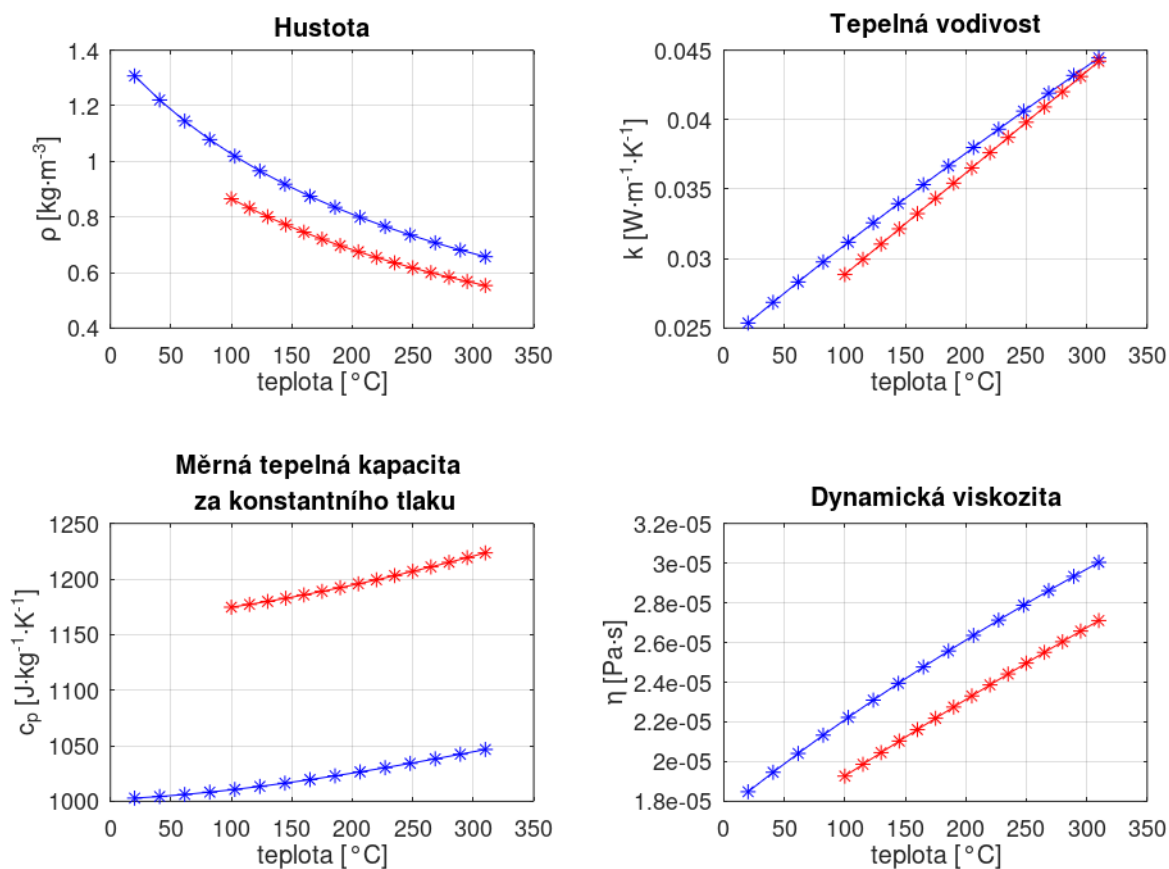 Hustota
1.4
1.2
1
0.8
0.6
0.4
ρ [kg·m⁻³]
0 50 100 150 200 250 300 350
teplota [°C]
Tepelná vodivost
0.045
0.04
0.035
0.03
0.025
k [W·m⁻¹·K⁻¹]
0 50 100 150 200 250 300 350
teplota [°C]
Měrná tepelná kapacita
za konstantního tlaku
1250
1200
1150
1100
1050
1000
cₚ [J·kg⁻¹·K⁻¹]
0 50 100 150 200 250 300 350
teplota [°C]
Dynamická viskozita
3.2e-05
3e-05
2.8e-05
2.6e-05
2.4e-05
2.2e-05
2e-05
1.8e-05
η [Pa·s]
0 50 100 150 200 250 300 350
teplota [°C]